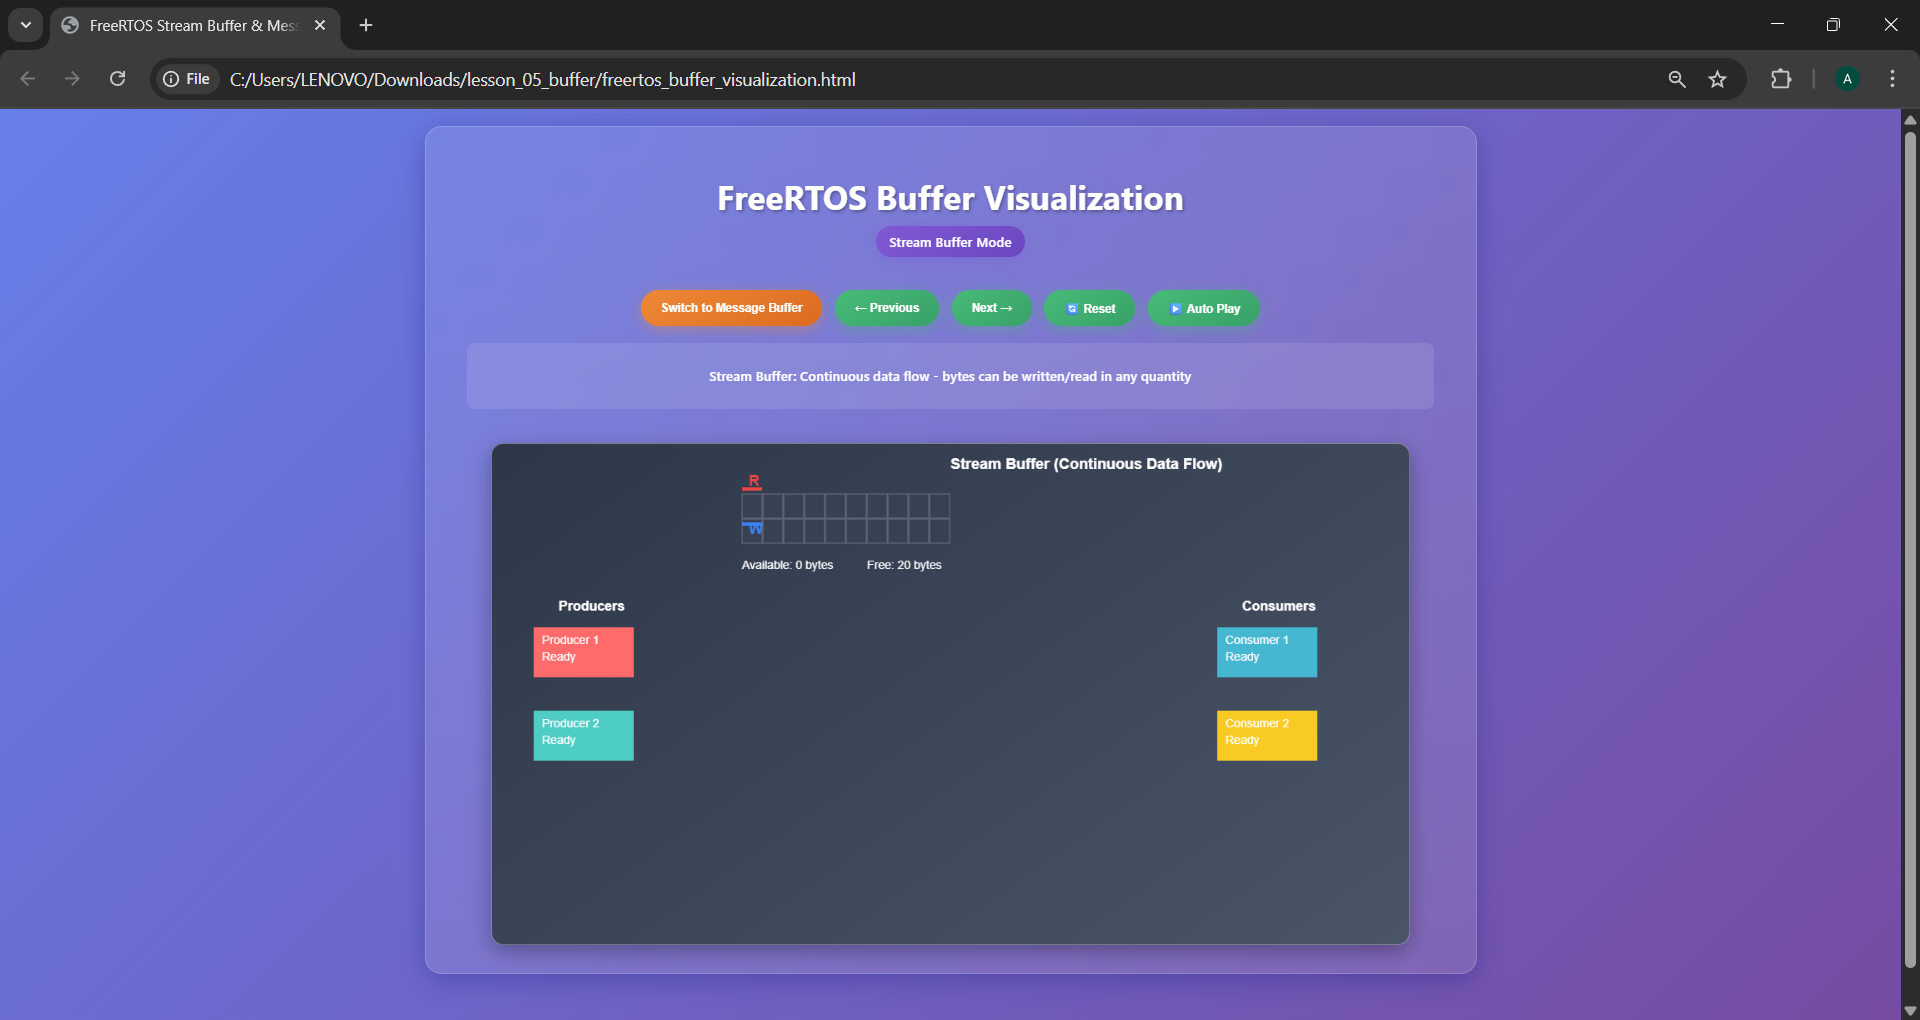 FreeRTOS Stream Buffer & Mes
File
C:/Users/LENOVO/Downloads/lesson_05_buffer/freertos_buffer_visualization.html
A
FreeRTOS Buffer Visualization
Stream Buffer Mode
Switch to Message Buffer
← Previous
Next →
Reset
Auto Play
Stream Buffer: Continuous data flow - bytes can be written/read in any quantity
Stream Buffer (Continuous Data Flow)
R
W
Available: 0 bytes
Free: 20 bytes
Producers
Consumers
Producer 1
Ready
Consumer 1
Ready
Producer 2
Ready
Consumer 2
Ready